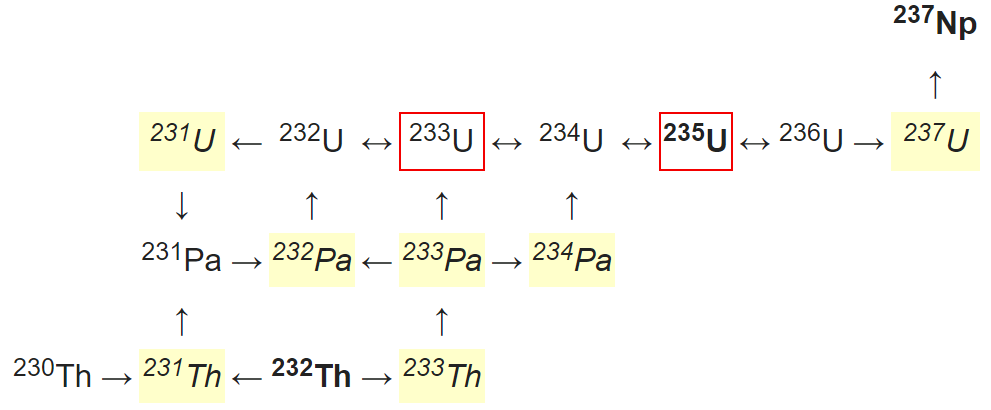 ²³⁷Np
↑
²³¹U ← ²³²U ↔ ²³³U ↔ ²³⁴U ↔ ²³⁵U ↔ ²³⁶U → ²³⁷U
↓ ↑ ↑ ↑
²³¹Pa → ²³²Pa ← ²³³Pa → ²³⁴Pa
↑ ↑
²³⁰Th → ²³¹Th ← ²³²Th → ²³³Th